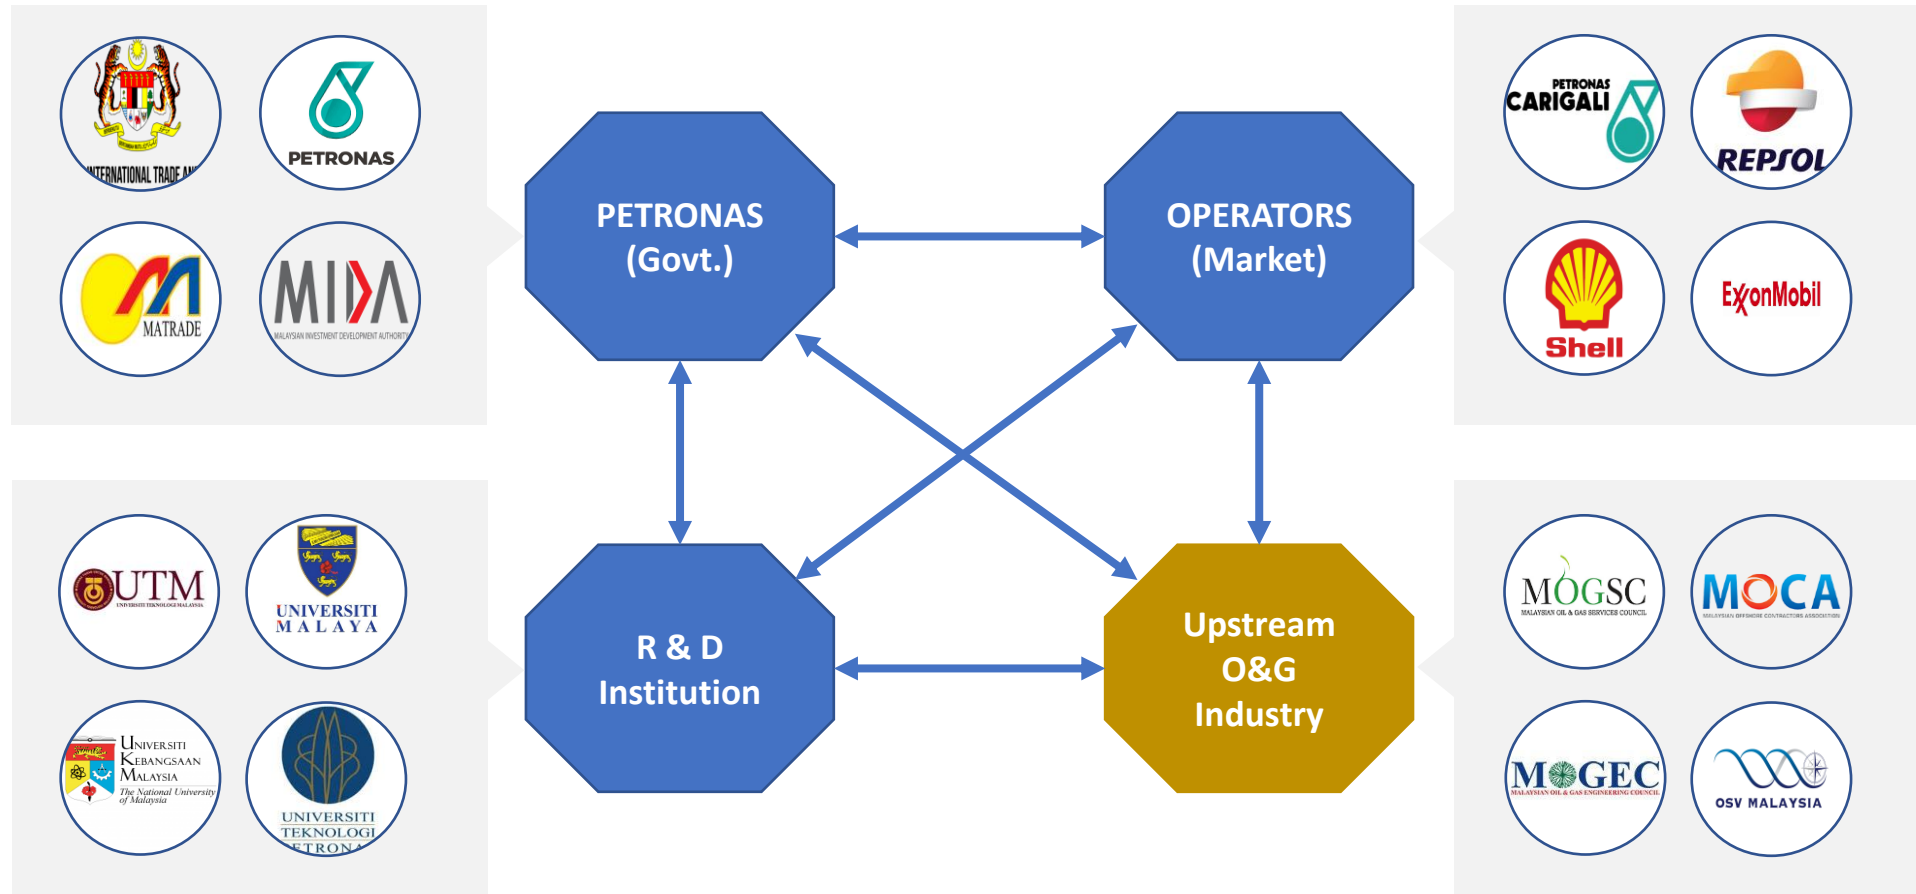 INTERNATIONAL TRADE AN
PETRONAS
MATRADE
MIDA
MALAYSIAN INVESTMENT DEVELOPMENT AUTHORITY
PETRONAS
(Govt.)
OPERATORS
(Market)
PETRONAS
CARIGALI
REPSOL
Shell
ExxonMobil
UTM
UNIVERSITI TEKNOLOGI MALAYSIA
UNIVERSITI
MALAYA
UNIVERSITI
KEBANGSAAN
MALAYSIA
The National University
of Malaysia
UNIVERSITI
TEKNOLOGI
PETRONA
R & D
Institution
Upstream
O&G
Industry
MOGSC
MALAYSIAN OIL & GAS SERVICES COUNCIL
MOCA
MALAYSIAN OFFSHORE CONTRACTORS ASSOCIATION
MOGEC
MALAYSIAN OIL & GAS ENGINEERING COUNCIL
OSV MALAYSIA